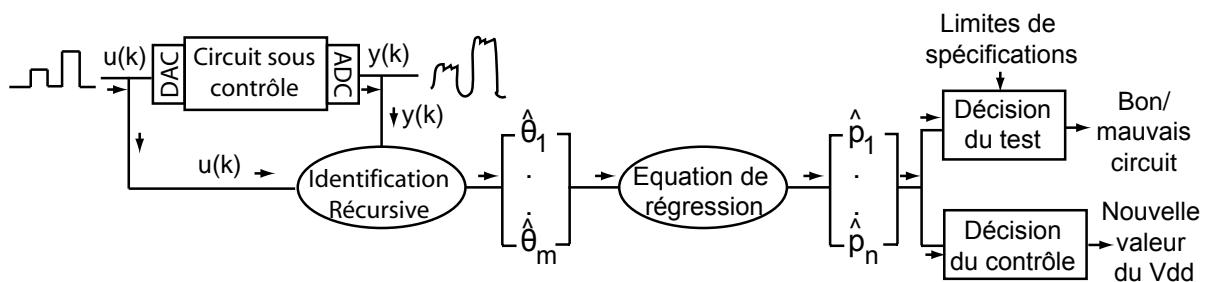 u(k)
DAC
Circuit sous
contrôle
ADC
y(k)
y(k)
u(k)
Identification
Récursive
θ̂1
.
.
θ̂m
Equation de
régression
p̂1
.
.
p̂n
Limites de
spécifications
Décision
du test
Bon/
mauvais
circuit
Décision
du contrôle
Nouvelle
valeur
du Vdd